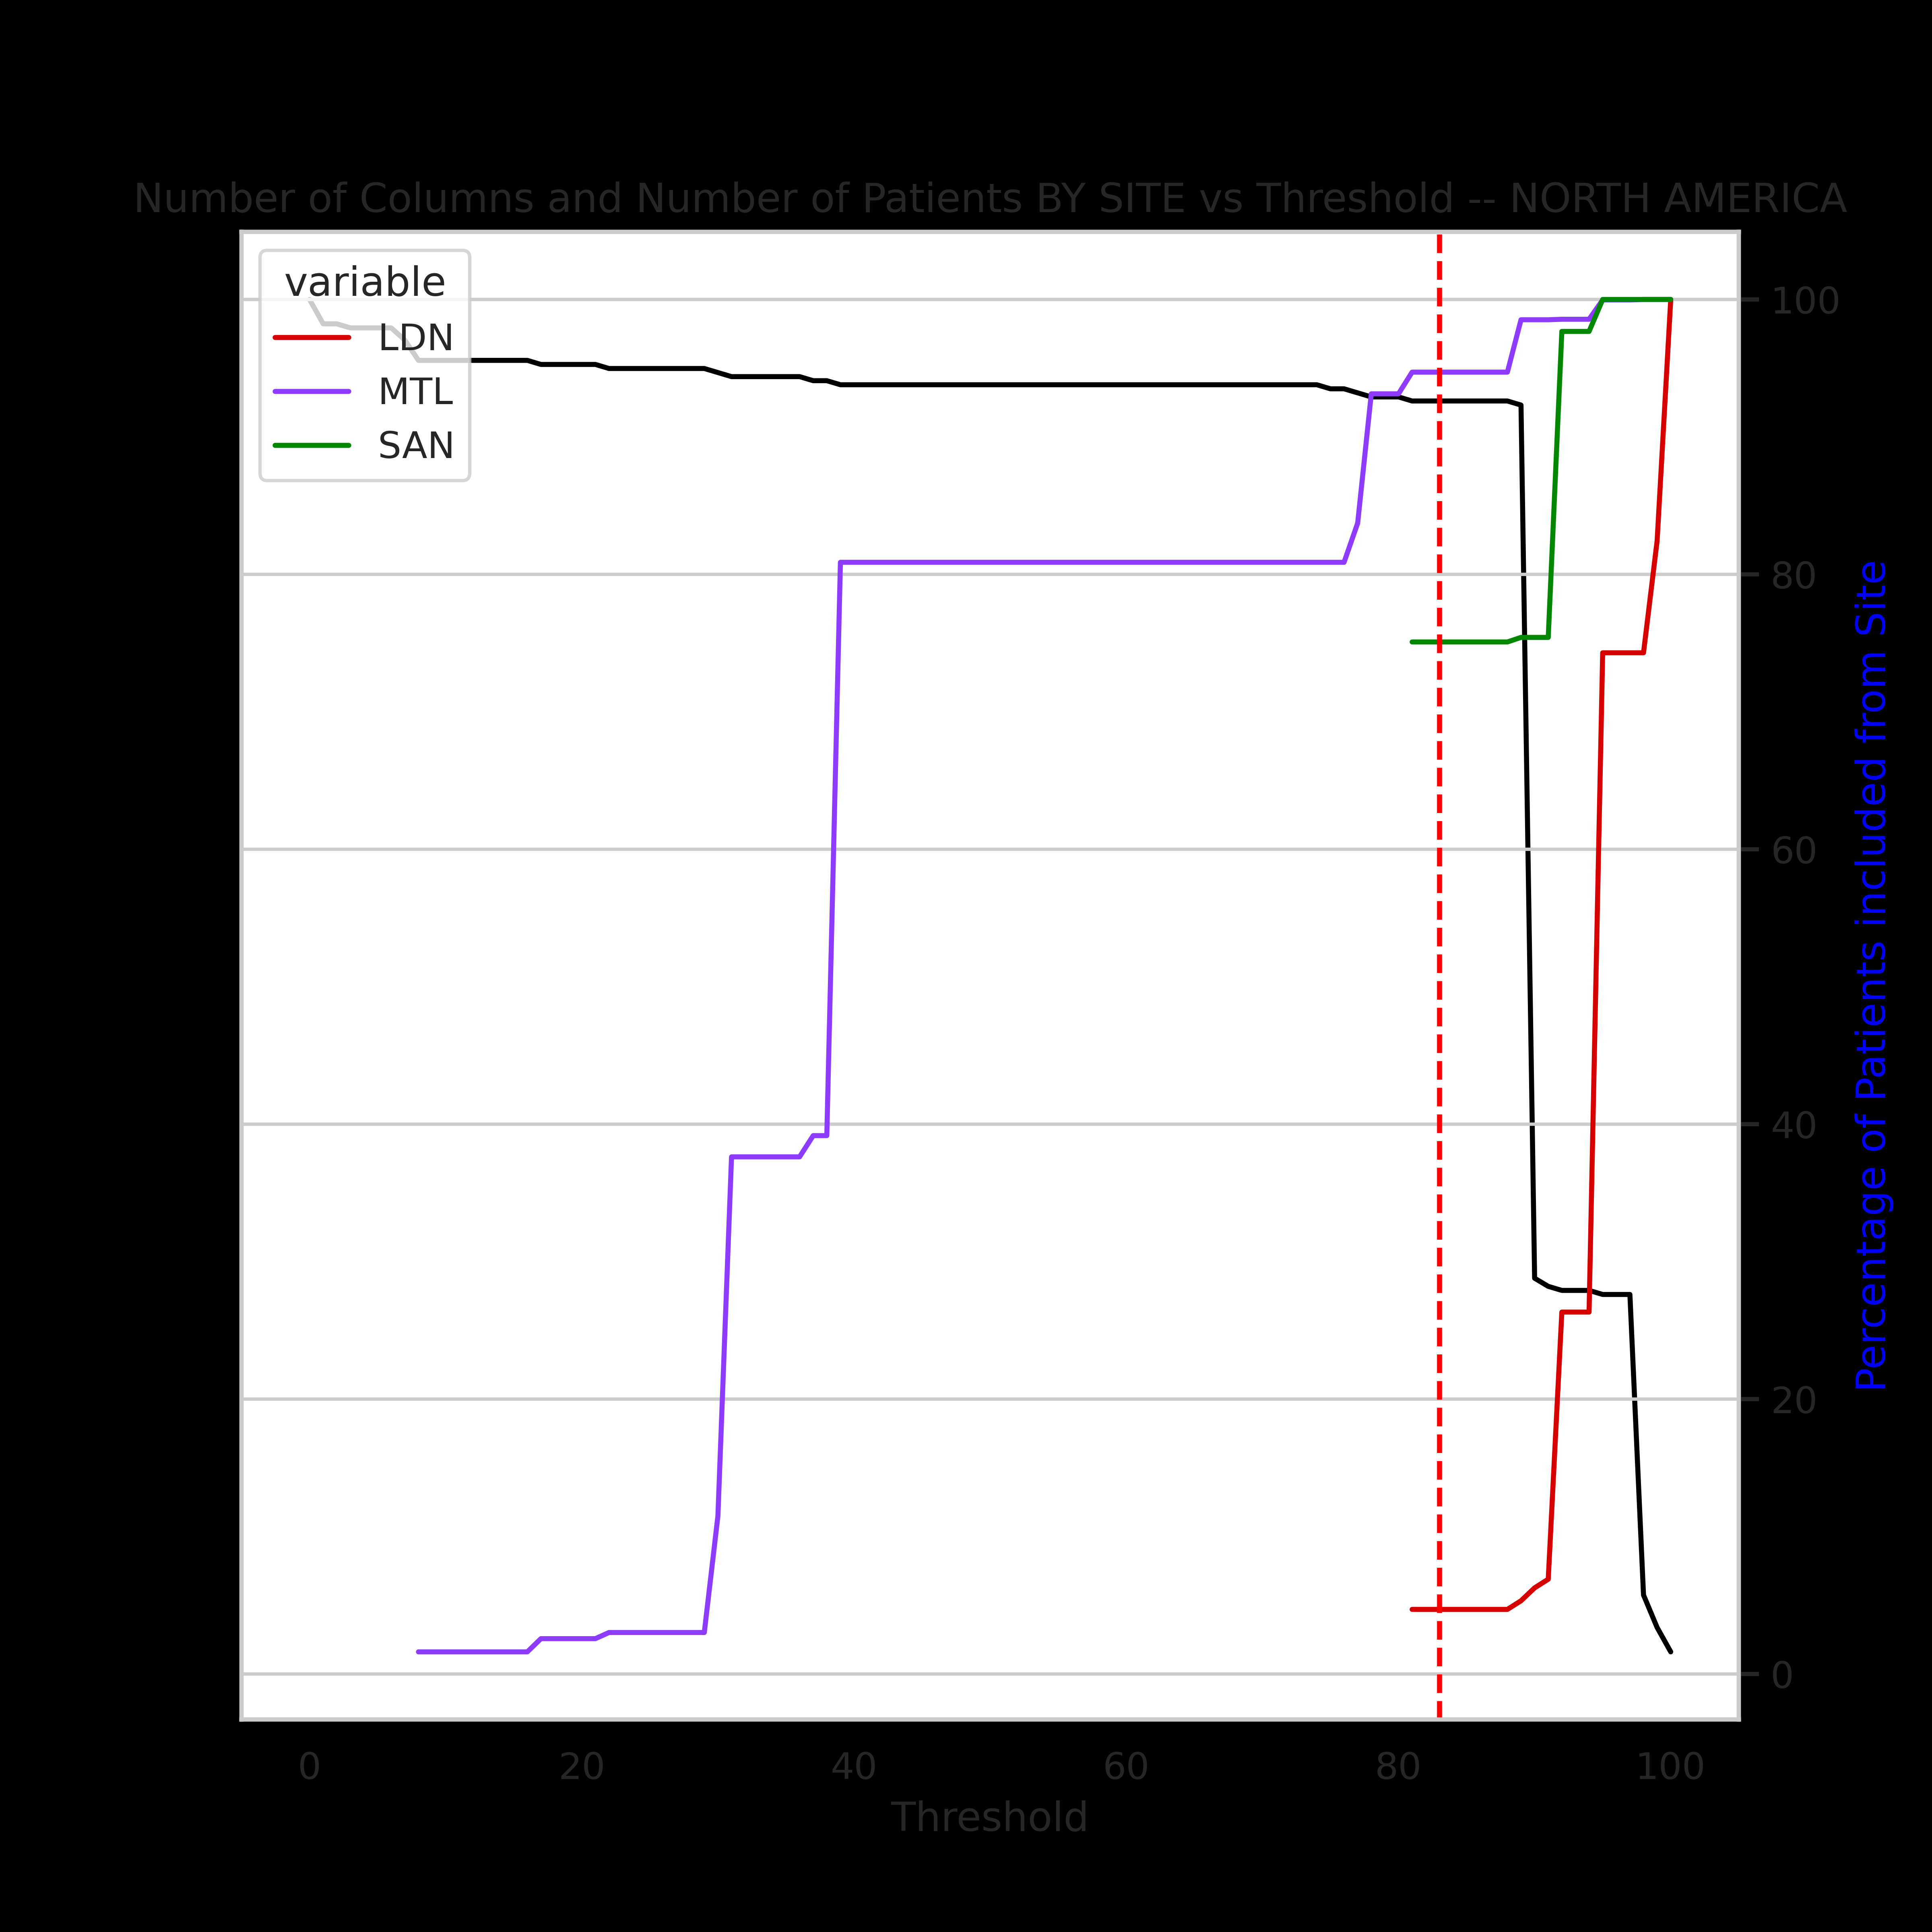 Number of Columns and Number of Patients BY SITE vs Threshold -- NORTH AMERICA
variable
LDN
MTL
SAN
100
80
60
40
20
0
Percentage of Patients included from Site
0 20 40 60 80 100
Threshold